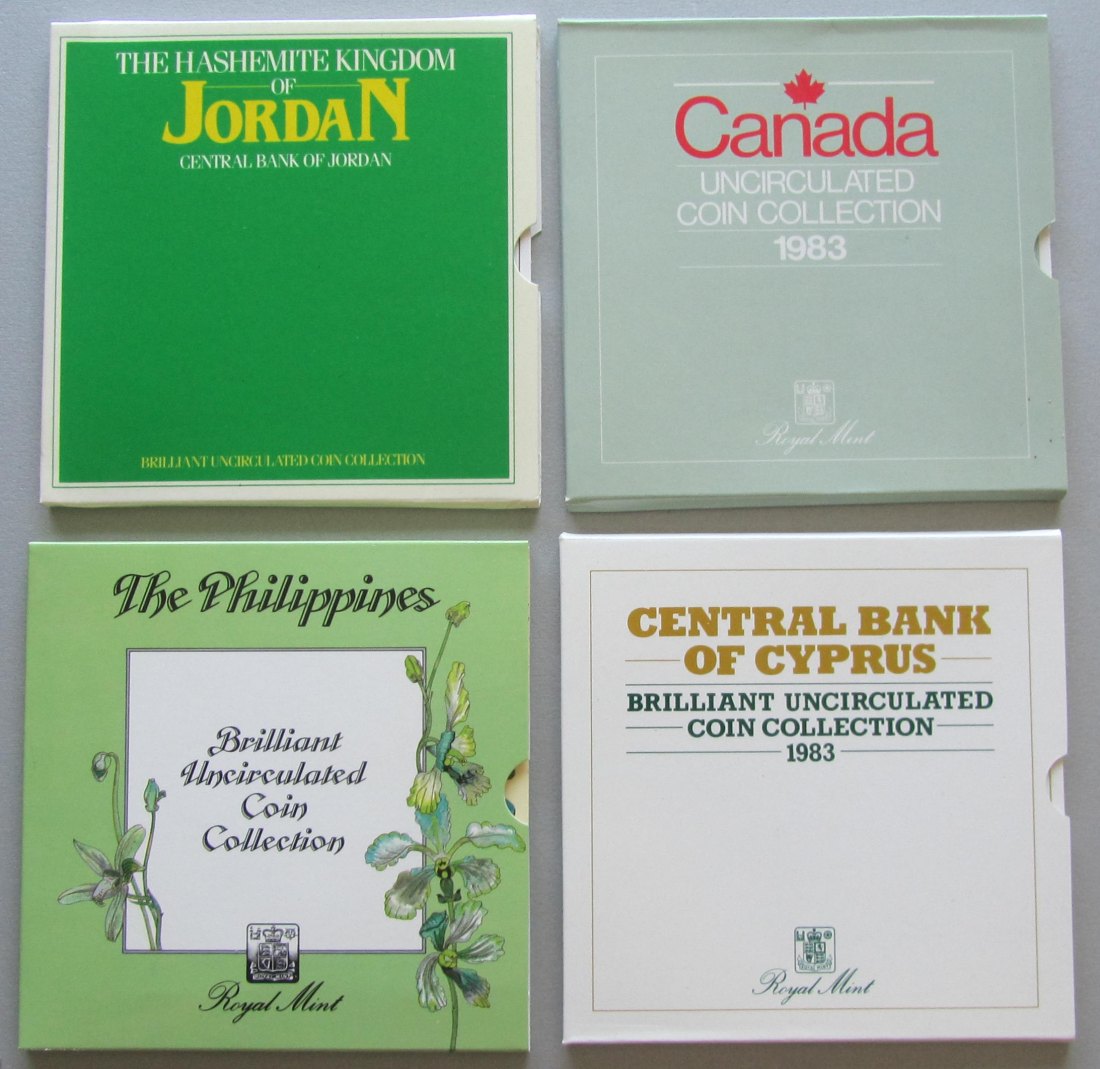 THE HASHEMITE KINGDOM
OF
JORDAN
CENTRAL BANK OF JORDAN
BRILLIANT UNCIRCULATED COIN COLLECTION
Canada
UNCIRCULATED
COIN COLLECTION
1983
Royal Mint
The Philippines
Brilliant
Uncirculated
Coin
Collection
Royal Mint
CENTRAL BANK
OF CYPRUS
BRILLIANT UNCIRCULATED
COIN COLLECTION
1983
Royal Mint